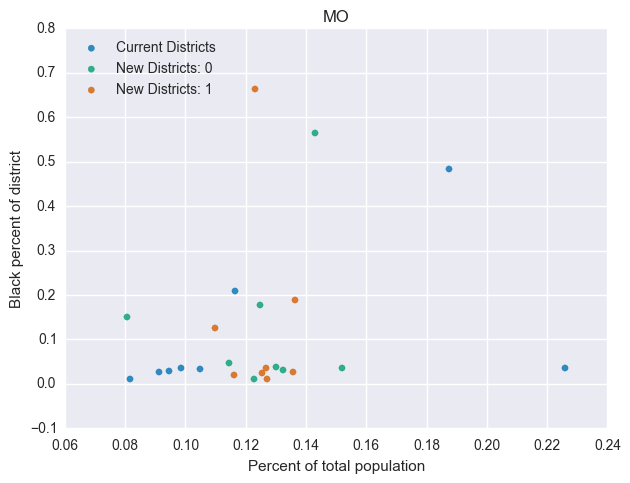 MO
0.8
Current Districts
New Districts: 0
New Districts: 1
0.7
0.6
0.5
0.4
0.3
0.2
0.1
0.0
−0.1
Black percent of district
0.06 0.08 0.10 0.12 0.14 0.16 0.18 0.20 0.22 0.24
Percent of total population